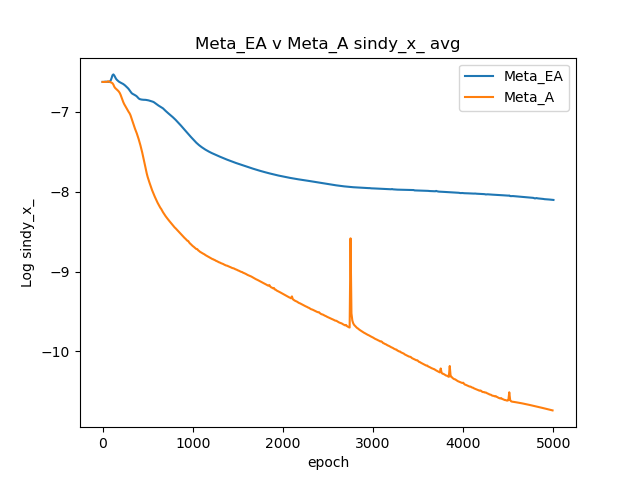 Meta_EA v Meta_A sindy_x_ avg
Meta_EA
Meta_A
Log sindy_x_
−7
−8
−9
−10
0 1000 2000 3000 4000 5000
epoch